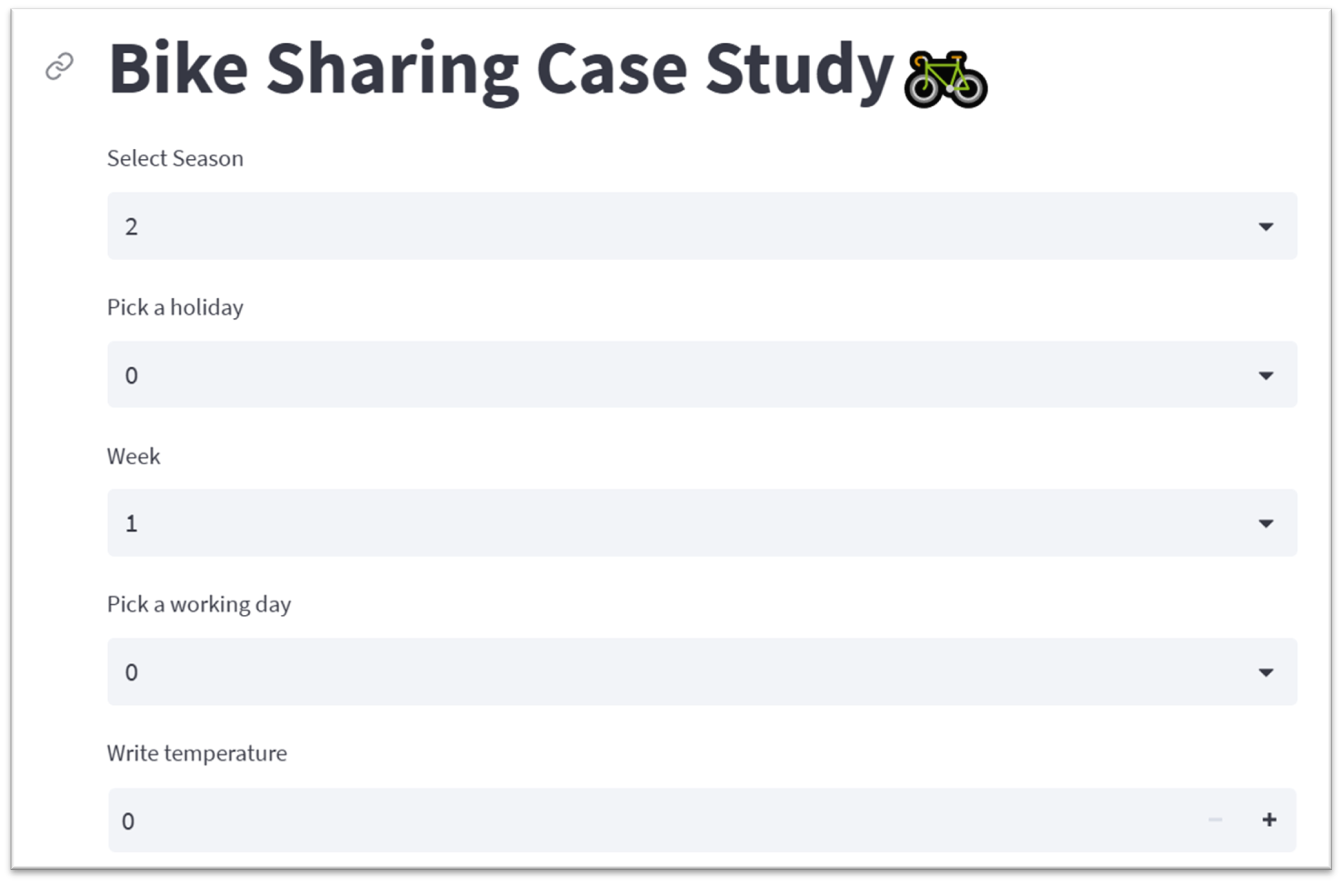 Bike Sharing Case Study🚲
Select Season
2
Pick a holiday
0
Week
1
Pick a working day
0
Write temperature
0